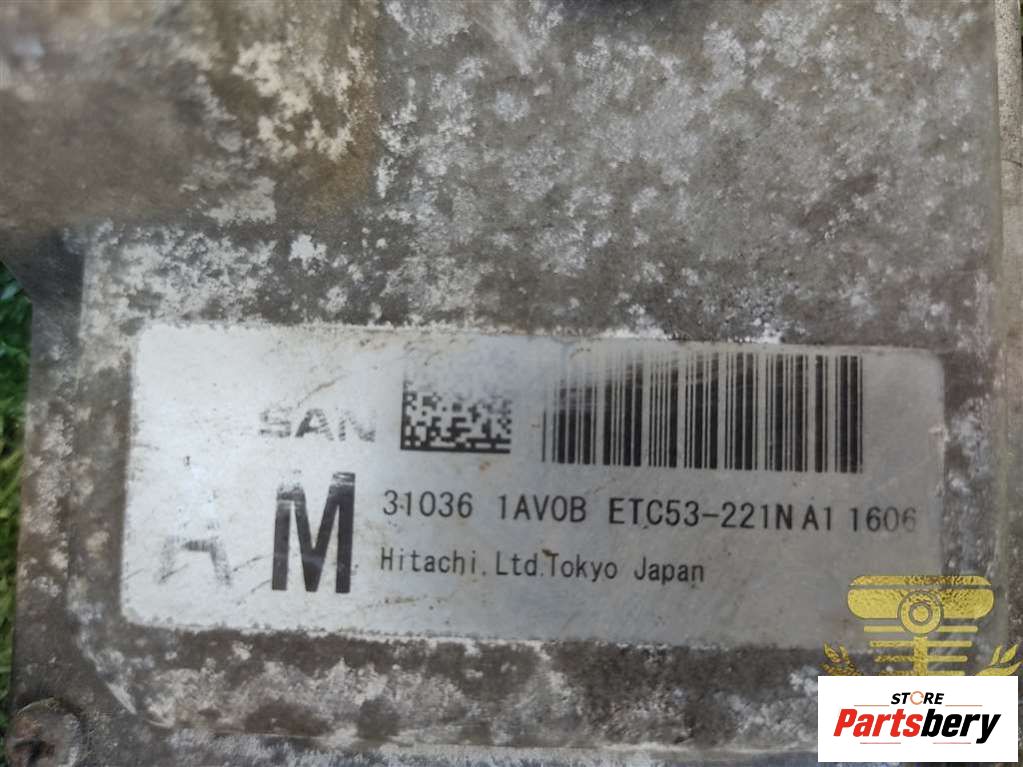 SAN
M
31036 1AV0B ETC53-221N A1 1606
Hitachi, Ltd. Tokyo Japan
STORE
Partsbery